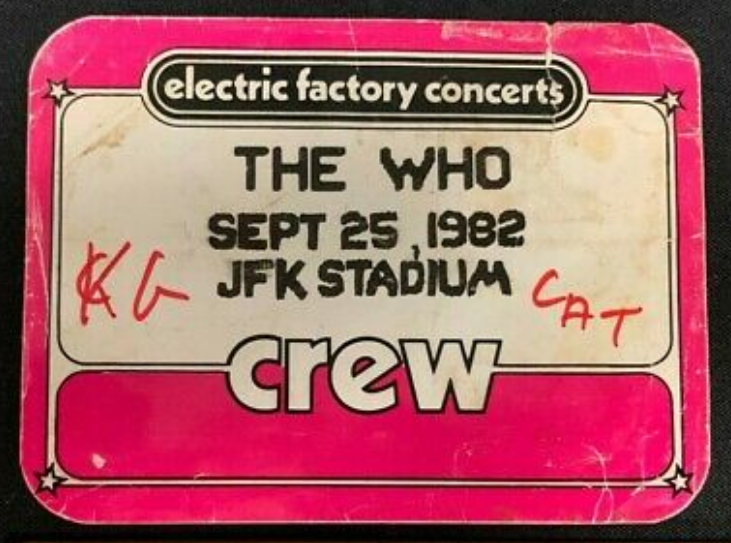 electric factory concerts
THE WHO
SEPT 25, 1982
JFK STADIUM
KG CAT
crew